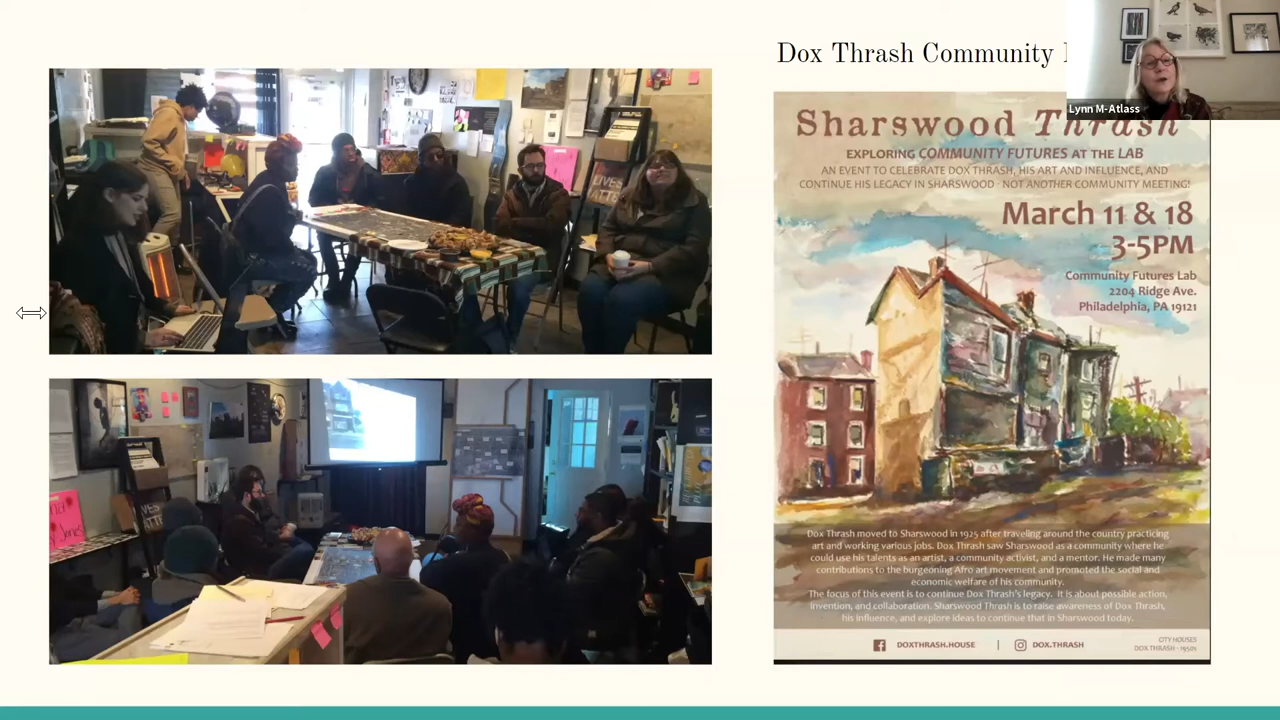 Dox Thrash Community
Lynn M-Atlass
Sharswood Thrash
EXPLORING COMMUNITY FUTURES AT THE LAB
AN EVENT TO CELEBRATE DOX THRASH, HIS ART AND INFLUENCE, AND
CONTINUE HIS LEGACY IN SHARSWOOD · NOT ANOTHER COMMUNITY MEETING!
March 11 & 18
3-5PM
Community Futures Lab
2204 Ridge Ave.
Philadelphia, PA 19121
Dox Thrash moved to Sharswood in 1925 after traveling around the country practicing
art and working various jobs. Dox Thrash saw Sharswood as a community where he
could use his talents as an artist, a community activist, and a mentor. He made many
contributions to the burgeoning Afro art movement and promoted the social and
economic welfare of his community.
The focus of this event is to continue Dox Thrash's legacy. It is about possible action,
invention, and collaboration. Sharswood Thrash is to raise awareness of Dox Thrash,
his influence, and explore ideas to continue that in Sharswood today.
DOXTHRASH.HOUSE | DOX.THRASH
CITY HOUSES
LIVES